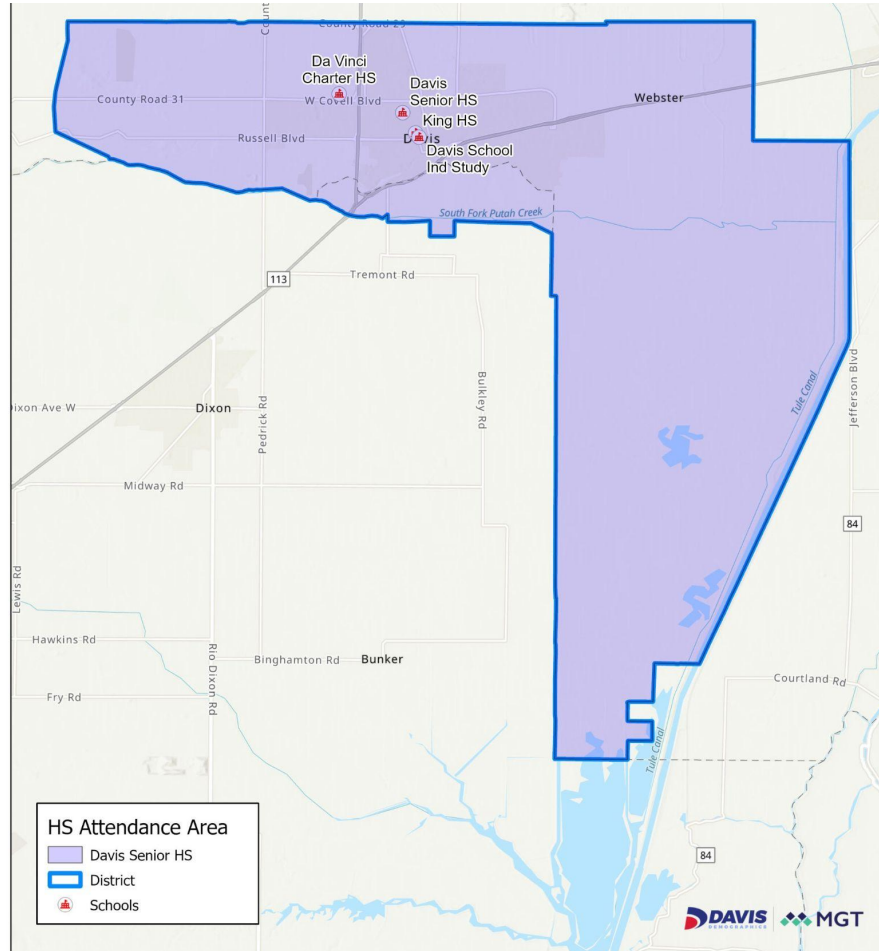 County Road 29
Da Vinci
Charter HS
Davis
Senior HS
County Road 31
W Covell Blvd
Webster
King HS
Russell Blvd
Davis
Davis School
Ind Study
South Fork Putah Creek
113
Tremont Rd
Jefferson Blvd
Tule Canal
Bulkley Rd
Dixon
Pedrick Rd
Midway Rd
84
Lewis Rd
Hawkins Rd
Rio Dixon Rd
Binghamton Rd
Bunker
Courtland Rd
Fry Rd
Tule Canal
HS Attendance Area
Davis Senior HS
District
Schools
84
DAVIS
DEMOGRAPHICS
MGT